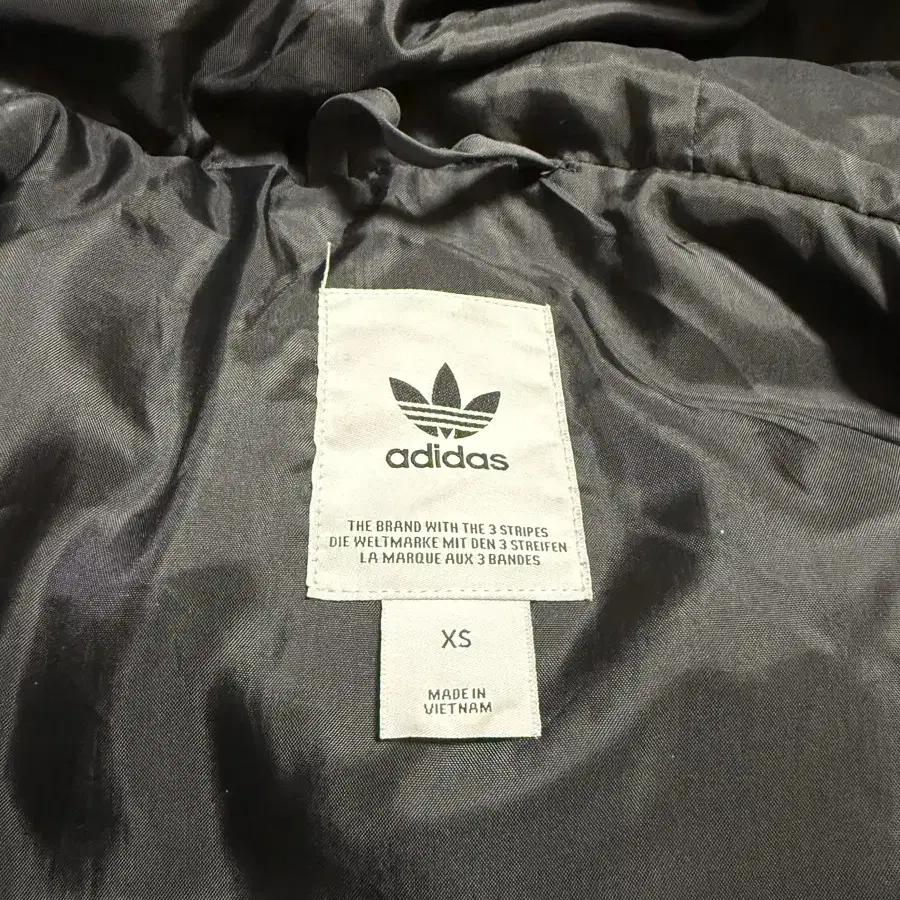 adidas
THE BRAND WITH THE 3 STRIPES
DIE WELTMARKE MIT DEN 3 STREIFEN
LA MARQUE AUX 3 BANDES
XS
MADE IN
VIETNAM